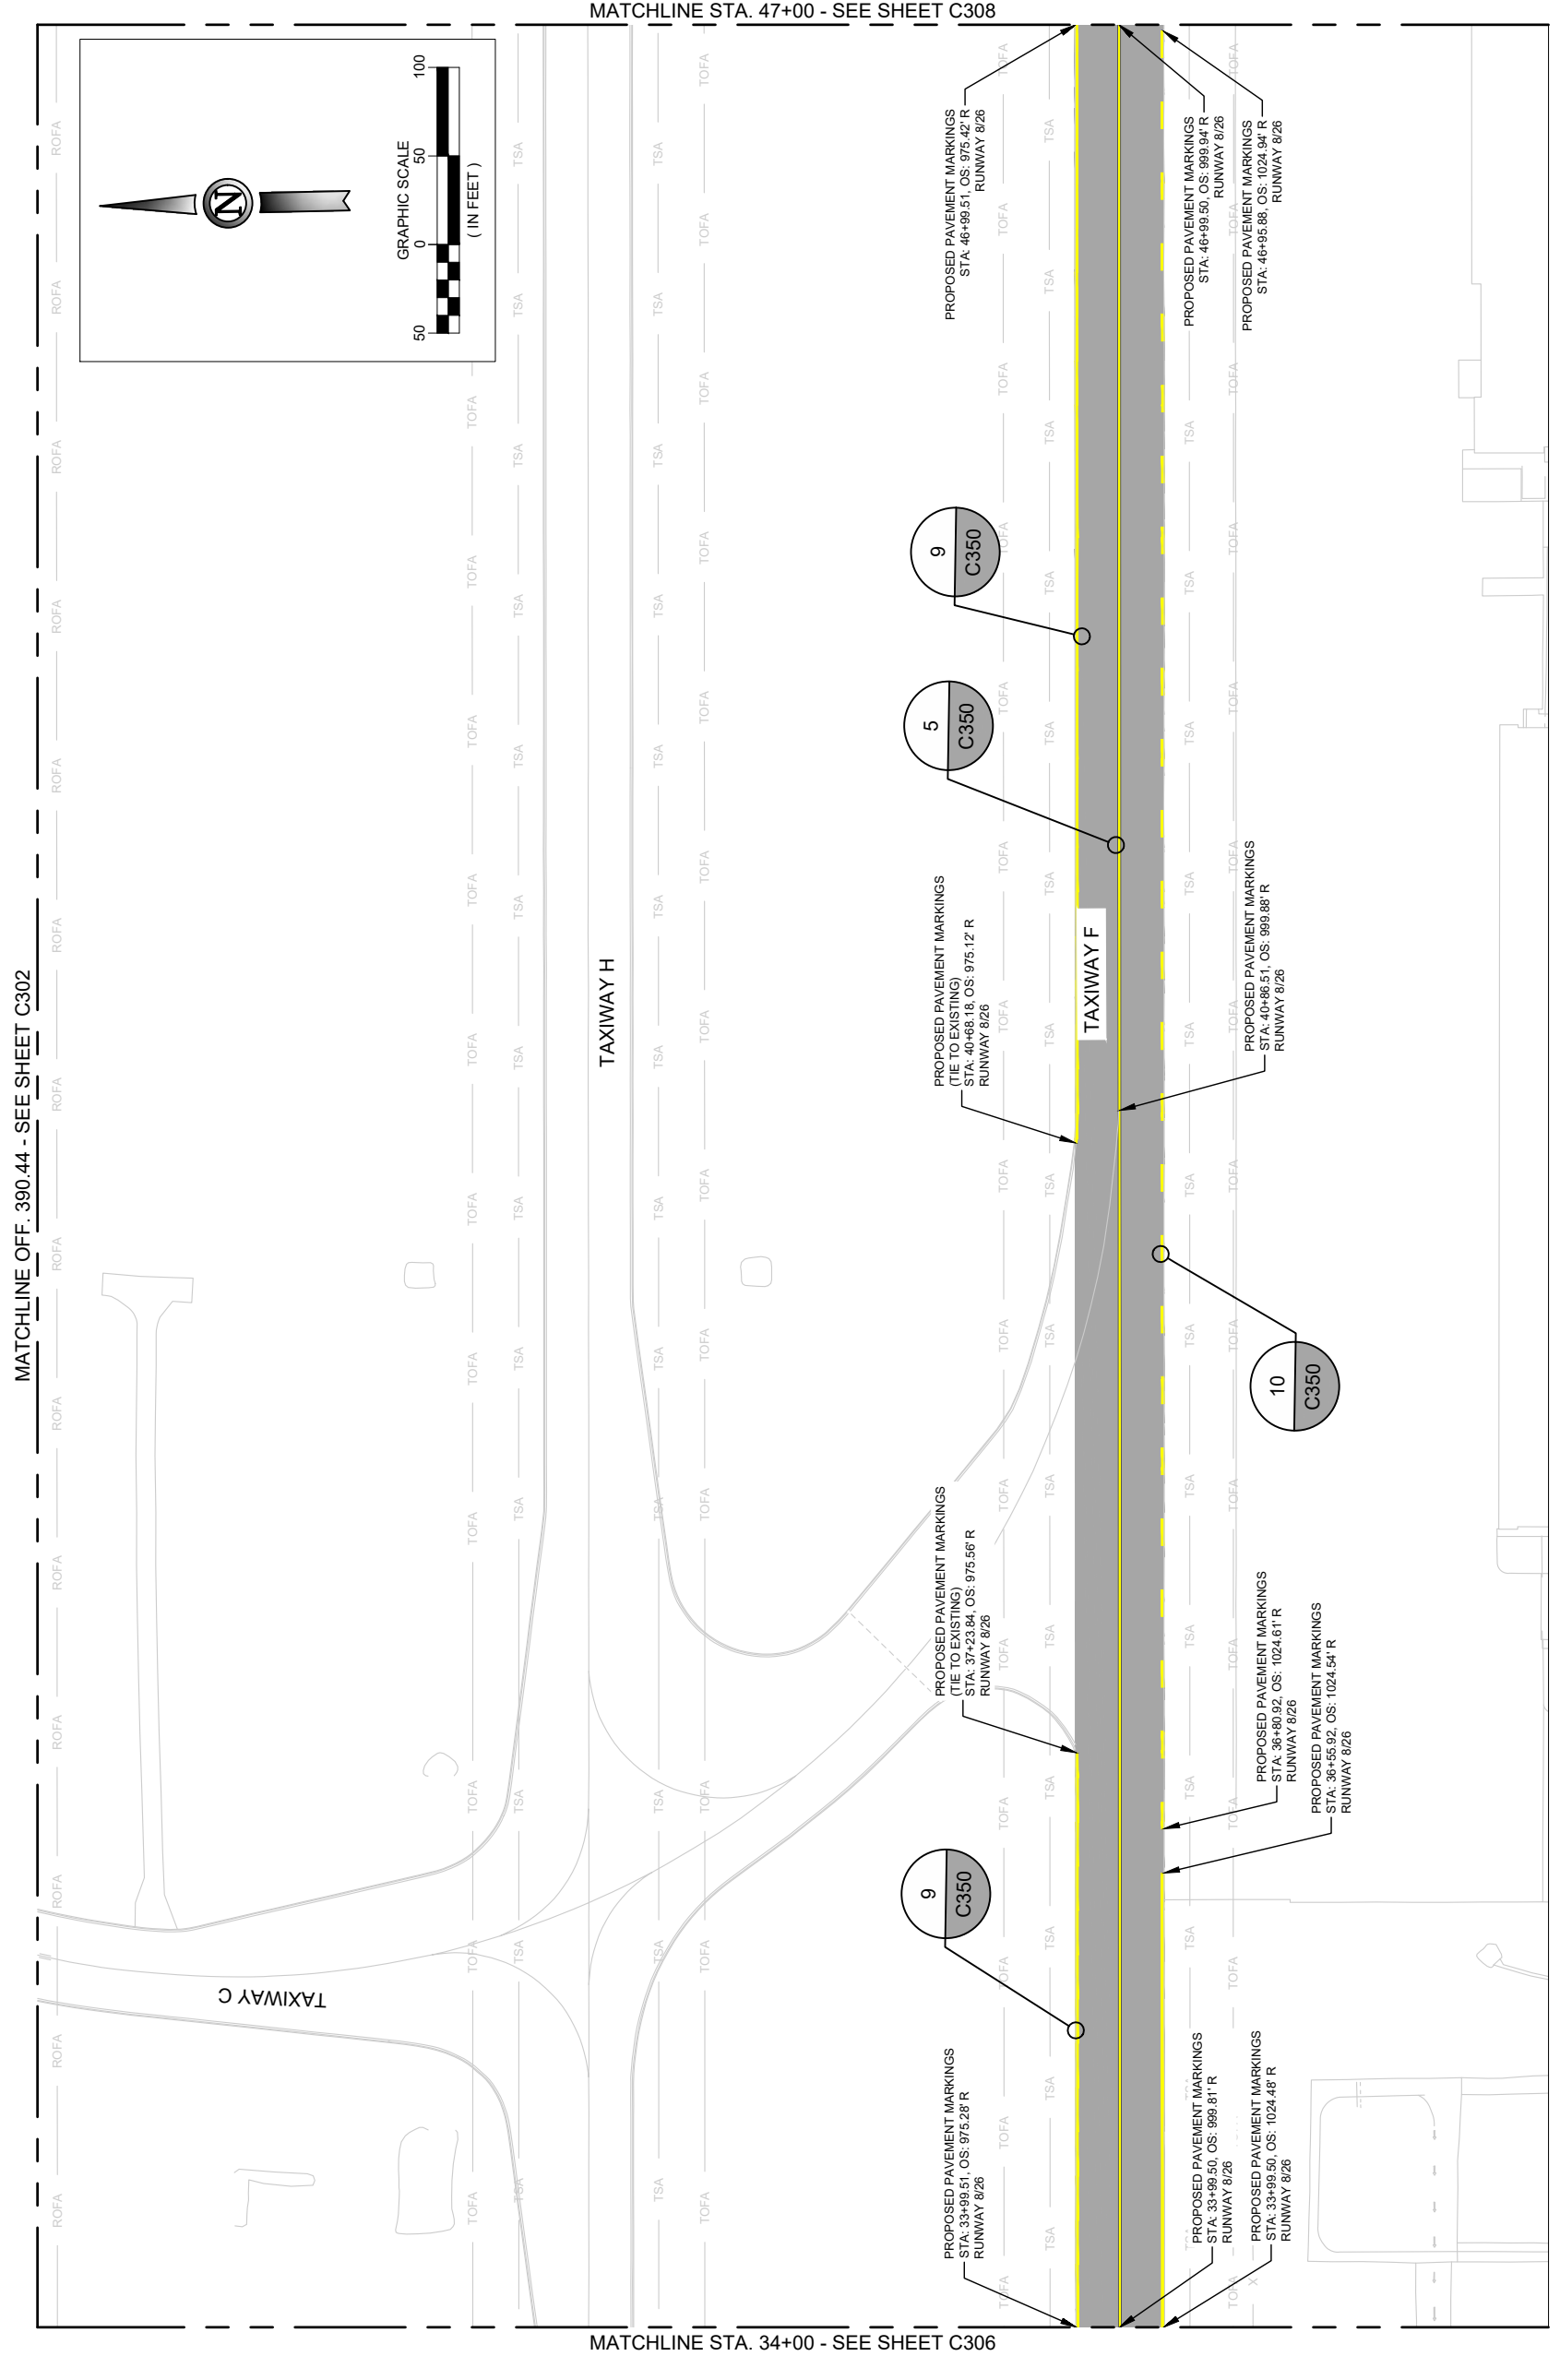 MATCHLINE STA. 47+00 - SEE SHEET C308
MATCHLINE OFF. 390.44 - SEE SHEET C302
N
GRAPHIC SCALE
50
0
50
100
( IN FEET )
PROPOSED PAVEMENT MARKINGS
STA: 46+99.51, OS: 975.42' R
RUNWAY 8/26
PROPOSED PAVEMENT MARKINGS
STA: 46+99.50, OS: 999.94' R
RUNWAY 8/26
PROPOSED PAVEMENT MARKINGS
STA: 46+95.88, OS: 1024.94' R
RUNWAY 8/26
9
C350
5
C350
TAXIWAY H
PROPOSED PAVEMENT MARKINGS
(TIE TO EXISTING)
STA: 40+68.18, OS: 975.12' R
RUNWAY 8/26
TAXIWAY F
PROPOSED PAVEMENT MARKINGS
STA: 40+86.51, OS: 999.88' R
RUNWAY 8/26
10
C350
PROPOSED PAVEMENT MARKINGS
(TIE TO EXISTING)
STA: 37+23.84, OS: 975.56' R
RUNWAY 8/26
PROPOSED PAVEMENT MARKINGS
STA: 36+80.92, OS: 1024.61' R
RUNWAY 8/26
PROPOSED PAVEMENT MARKINGS
STA: 36+55.92, OS: 1024.54' R
RUNWAY 8/26
9
C350
TAXIWAY C
PROPOSED PAVEMENT MARKINGS
STA: 33+99.51, OS: 975.28' R
RUNWAY 8/26
PROPOSED PAVEMENT MARKINGS
STA: 33+99.50, OS: 999.81' R
RUNWAY 8/26
PROPOSED PAVEMENT MARKINGS
STA: 33+99.50, OS: 1024.48' R
RUNWAY 8/26
ROFA
TOFA
TSA
TSA
TOFA
TOFA
TSA
TSA
TOFA
X
MATCHLINE STA. 34+00 - SEE SHEET C306